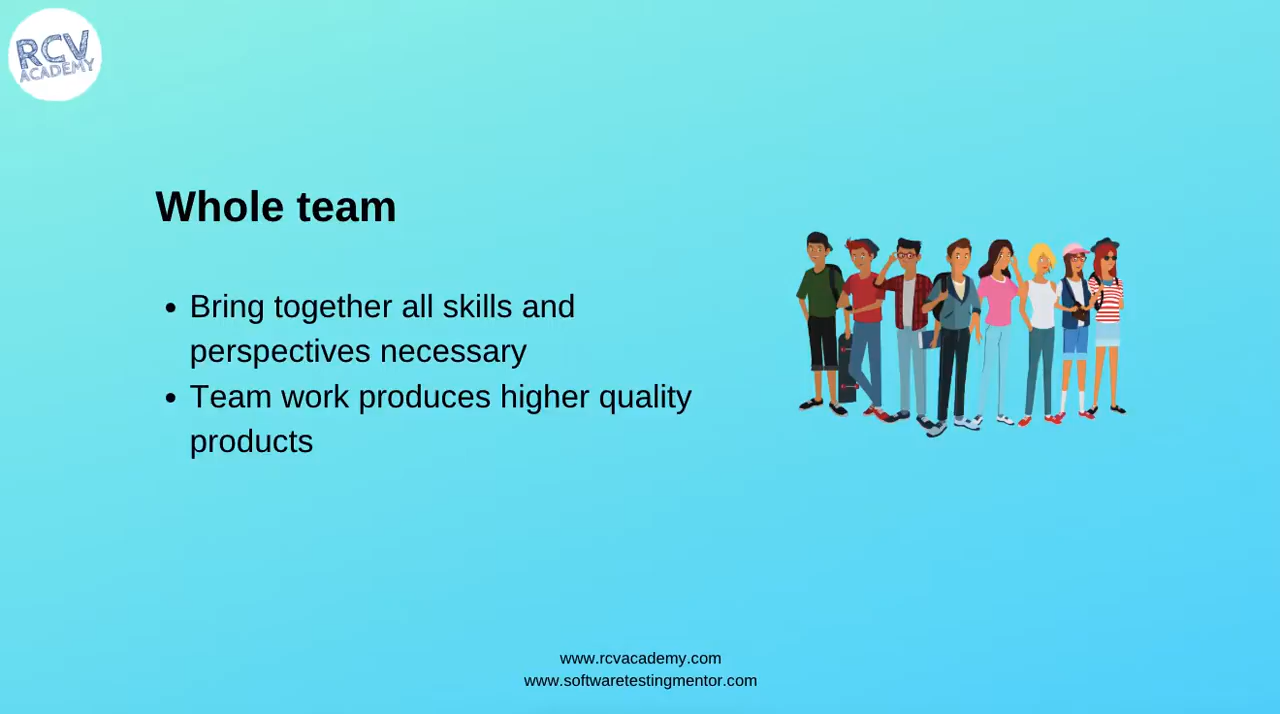 RCV
ACADEMY
Whole team
• Bring together all skills and
perspectives necessary
• Team work produces higher quality
products
www.rcvacademy.com
www.softwaretestingmentor.com